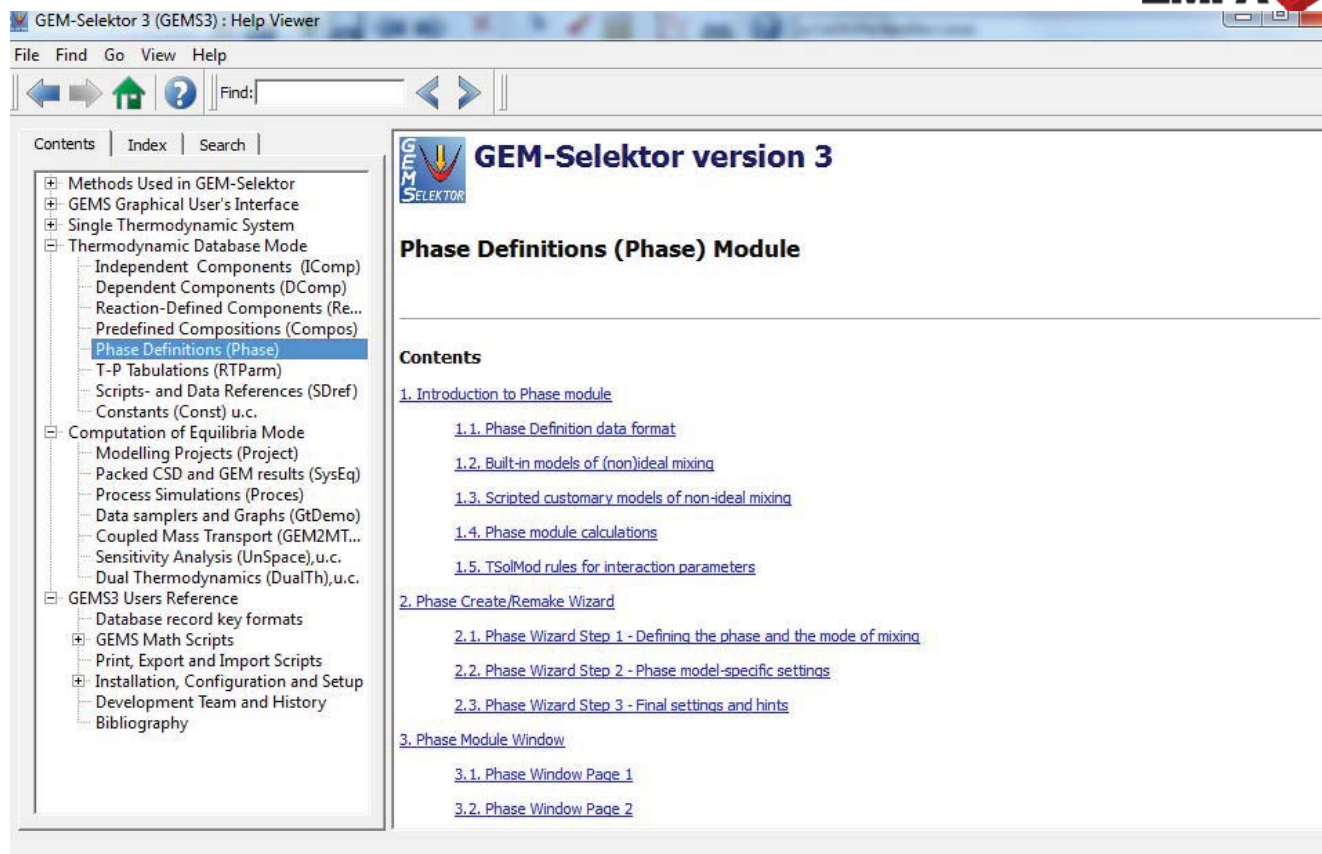 EMPA
GEM-Selektor 3 (GEMS3) : Help Viewer
File Find Go View Help
Find:
Contents Index Search
Methods Used in GEM-Selektor
GEMS Graphical User's Interface
Single Thermodynamic System
Thermodynamic Database Mode
Independent Components (IComp)
Dependent Components (DComp)
Reaction-Defined Components (Re...
Predefined Compositions (Compos)
Phase Definitions (Phase)
T-P Tabulations (RTParm)
Scripts- and Data References (SDref)
Constants (Const) u.c.
Computation of Equilibria Mode
Modelling Projects (Project)
Packed CSD and GEM results (SysEq)
Process Simulations (Proces)
Data samplers and Graphs (GtDemo)
Coupled Mass Transport (GEM2MT...
Sensitivity Analysis (UnSpace),u.c.
Dual Thermodynamics (DualTh),u.c.
GEMS3 Users Reference
Database record key formats
GEMS Math Scripts
Print, Export and Import Scripts
Installation, Configuration and Setup
Development Team and History
Bibliography
GEM
SELEKTOR
GEM-Selektor version 3
Phase Definitions (Phase) Module
Contents
1. Introduction to Phase module
1.1. Phase Definition data format
1.2. Built-in models of (non)ideal mixing
1.3. Scripted customary models of non-ideal mixing
1.4. Phase module calculations
1.5. TSolMod rules for interaction parameters
2. Phase Create/Remake Wizard
2.1. Phase Wizard Step 1 - Defining the phase and the mode of mixing
2.2. Phase Wizard Step 2 - Phase model-specific settings
2.3. Phase Wizard Step 3 - Final settings and hints
3. Phase Module Window
3.1. Phase Window Page 1
3.2. Phase Window Page 2